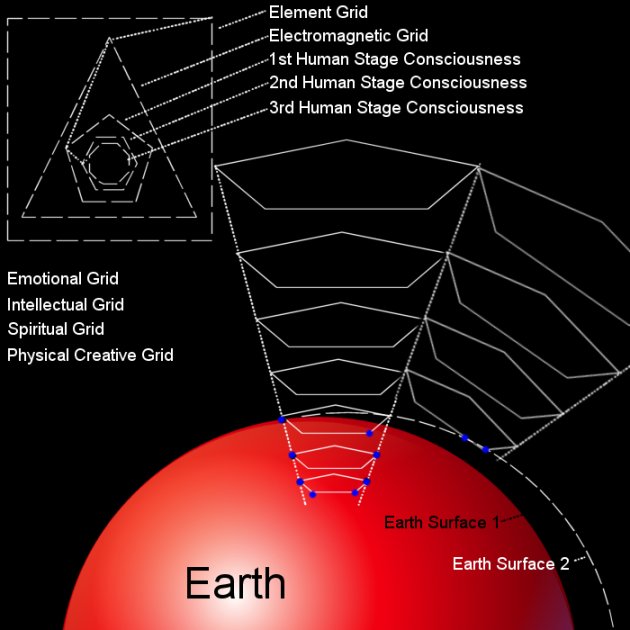 Element Grid
Electromagnetic Grid
1st Human Stage Consciousness
2nd Human Stage Consciousness
3rd Human Stage Consciousness
Emotional Grid
Intellectual Grid
Spiritual Grid
Physical Creative Grid
Earth Surface 1
Earth Surface 2
Earth